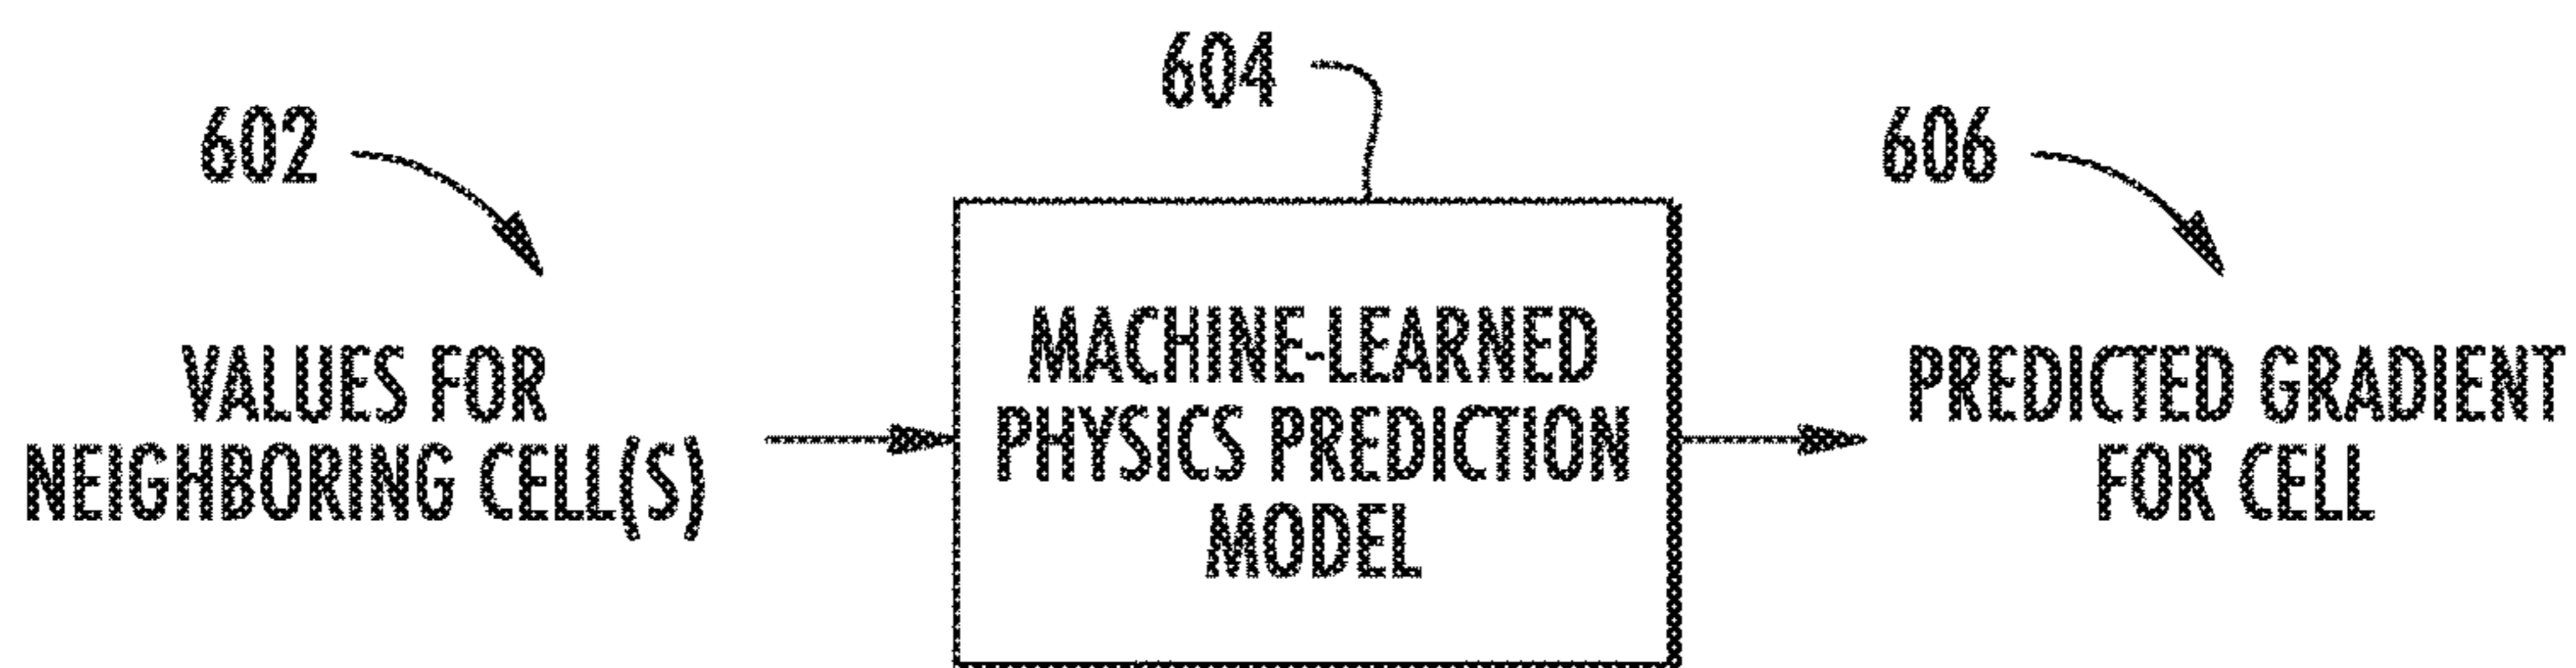 604
602
606
VALUES FOR
NEIGHBORING CELL(S)
MACHINE-LEARNED
PHYSICS PREDICTION
MODEL
PREDICTED GRADIENT
FOR CELL